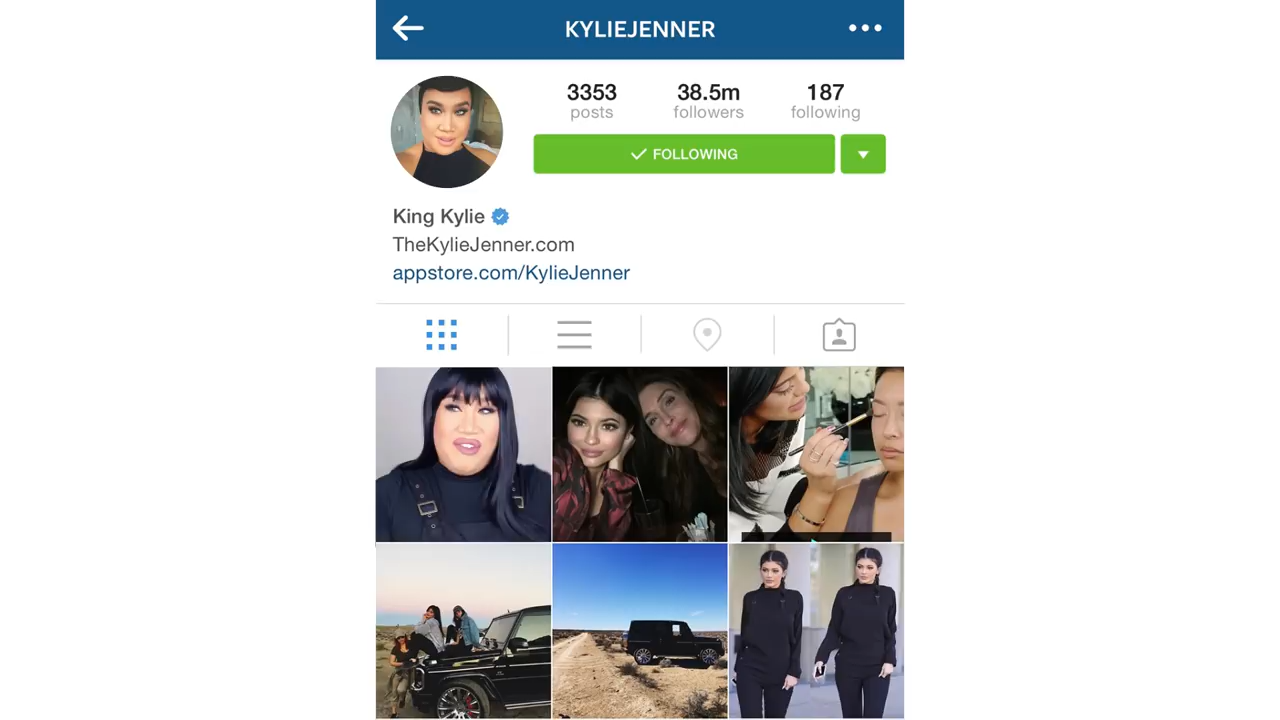 KYLIEJENNER
3353 38.5m 187
posts followers following
FOLLOWING
King Kylie
TheKylieJenner.com
appstore.com/KylieJenner